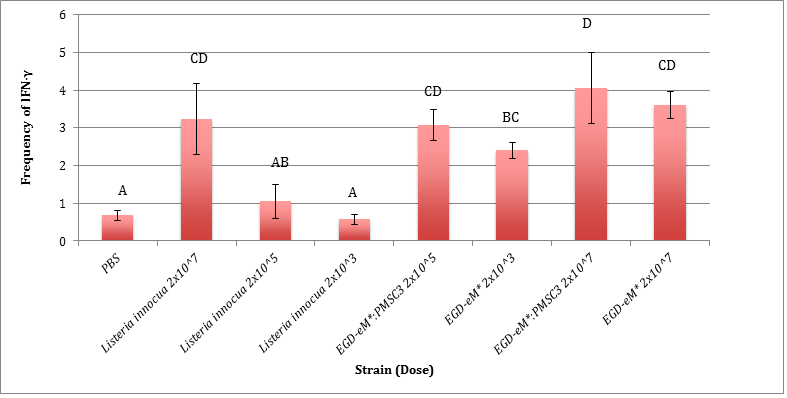 Frequency of IFN-γ
6
5
4
3
2
1
0
A
CD
AB
A
CD
BC
D
CD
PBS
Listeria innocua 2x10^7
Listeria innocua 2x10^5
Listeria innocua 2x10^3
EGD-eM*:PMSC3 2x10^5
EGD-eM* 2x10^3
EGD-eM*:PMSC3 2x10^7
EGD-eM* 2x10^7
Strain (Dose)